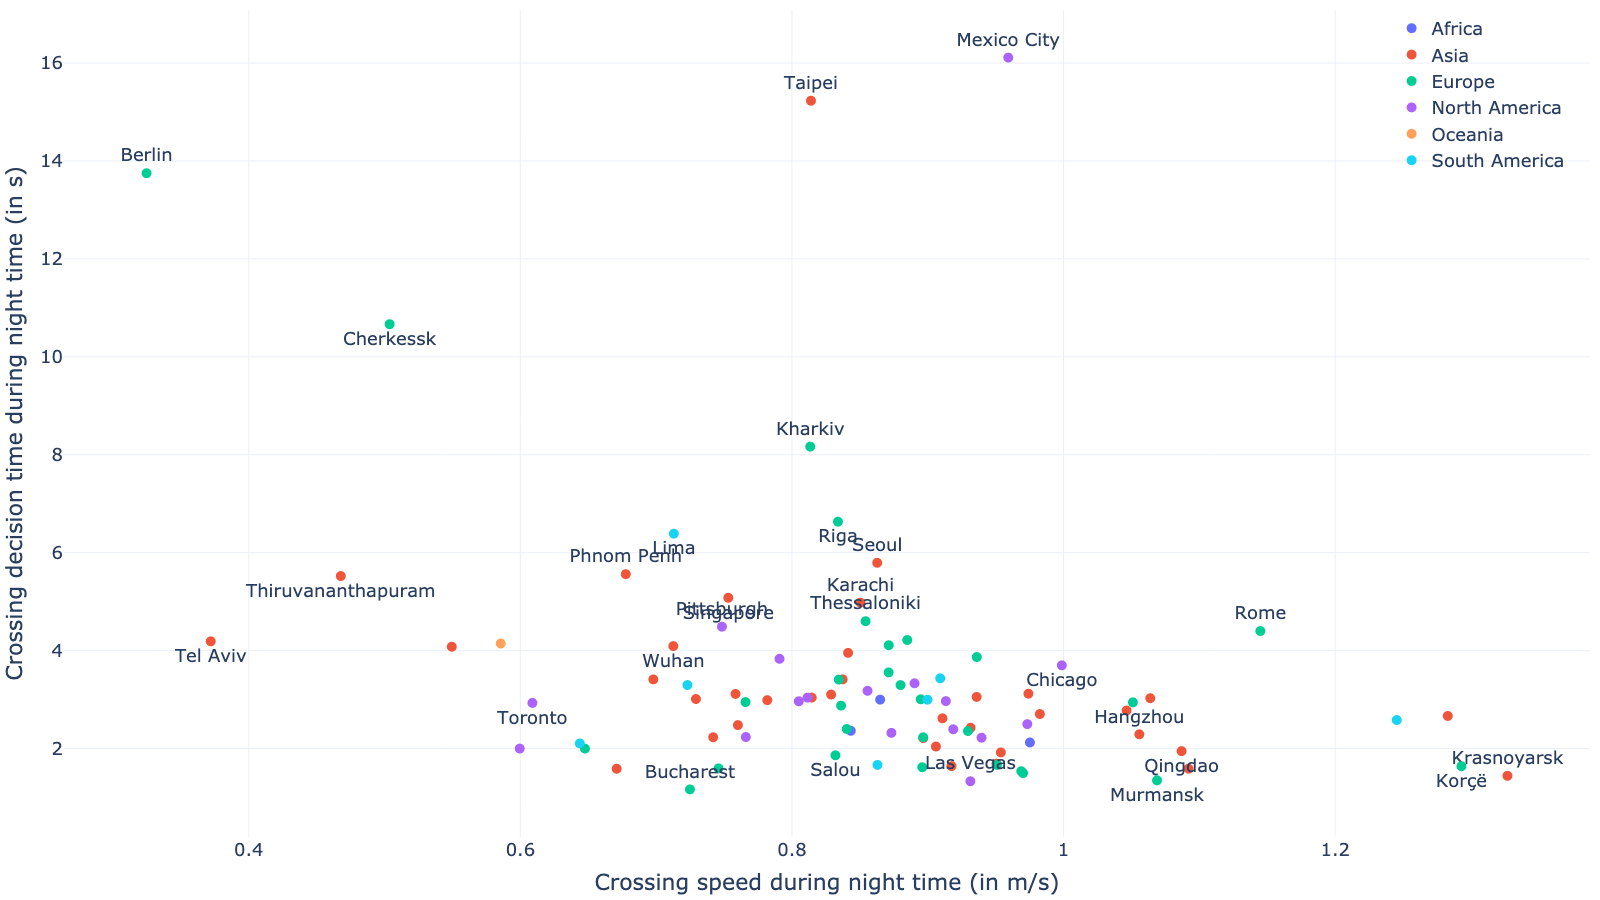 Mexico City
Africa
Asia
Europe
North America
Oceania
South America
Taipei
Berlin
Cherkessk
Kharkiv
Riga
Seoul
Lima
Phnom Penh
Thiruvananthapuram
Karachi
Thessaloniki
Pittsburgh
Singapore
Rome
Tel Aviv
Wuhan
Chicago
Toronto
Hangzhou
Bucharest
Salou
Las Vegas
Qingdao
Krasnoyarsk
Korçë
Murmansk
16
14
12
10
8
6
4
2
0.4
0.6
0.8
1
1.2
Crossing speed during night time (in m/s)
Crossing decision time during night time (in s)